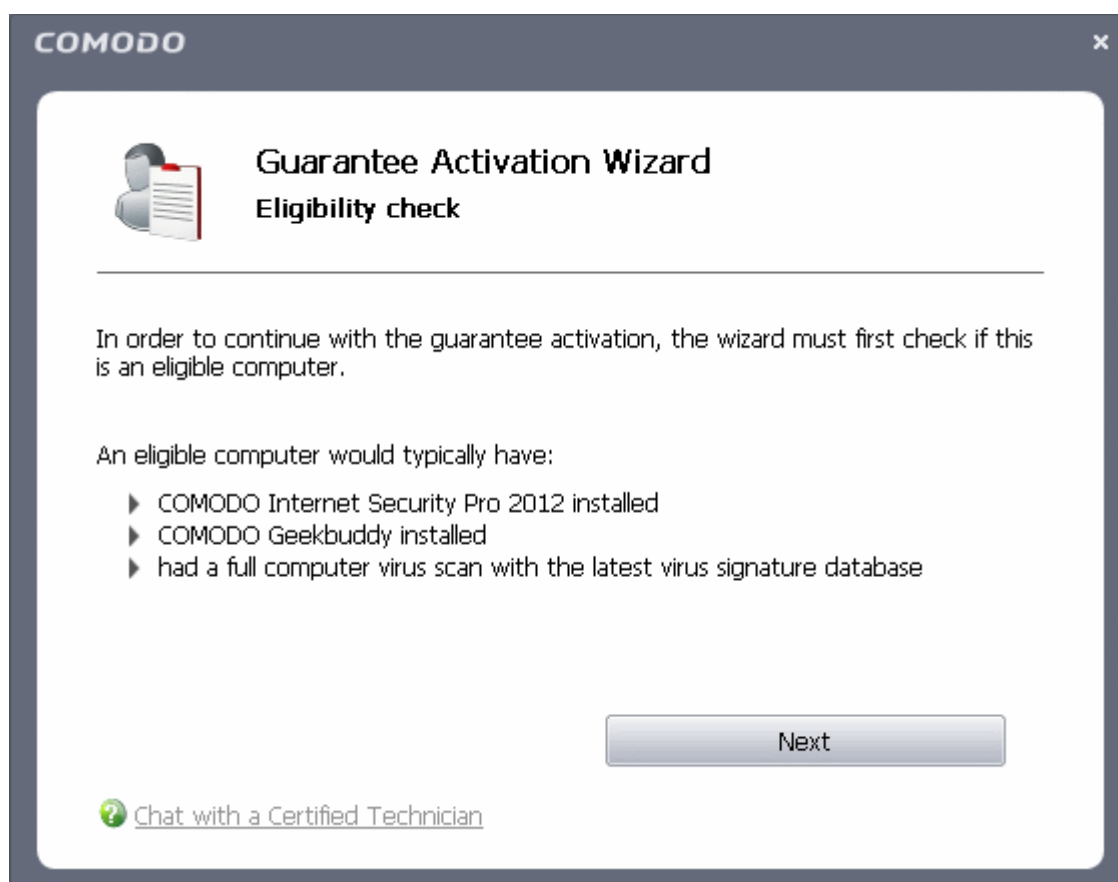 COMODO
Guarantee Activation Wizard
Eligibility check
In order to continue with the guarantee activation, the wizard must first check if this
is an eligible computer.
An eligible computer would typically have:
COMODO Internet Security Pro 2012 installed
COMODO Geekbuddy installed
had a full computer virus scan with the latest virus signature database
Next
Chat with a Certified Technician